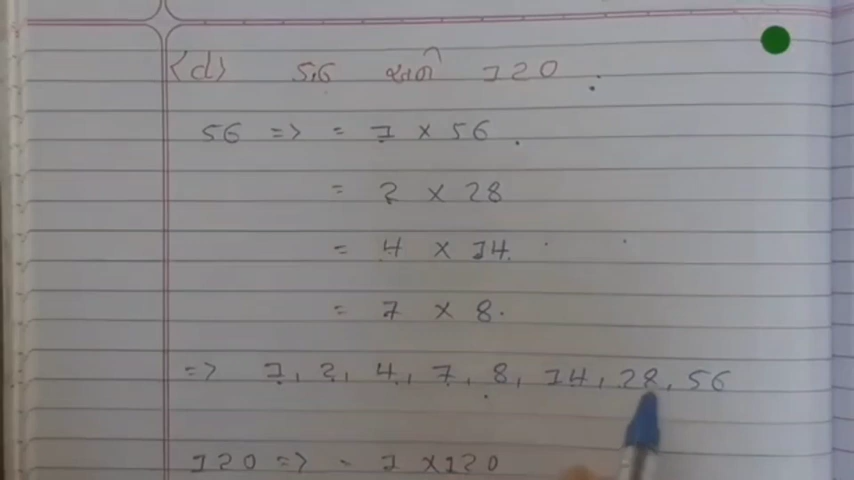 (d) 56 અને 120 .
56 => = 1 × 56 .
= 2 × 28
= 4 × 14
= 7 × 8.
=> 1, 2, 4, 7, 8, 14, 28, 56
120 => - 1 ×120